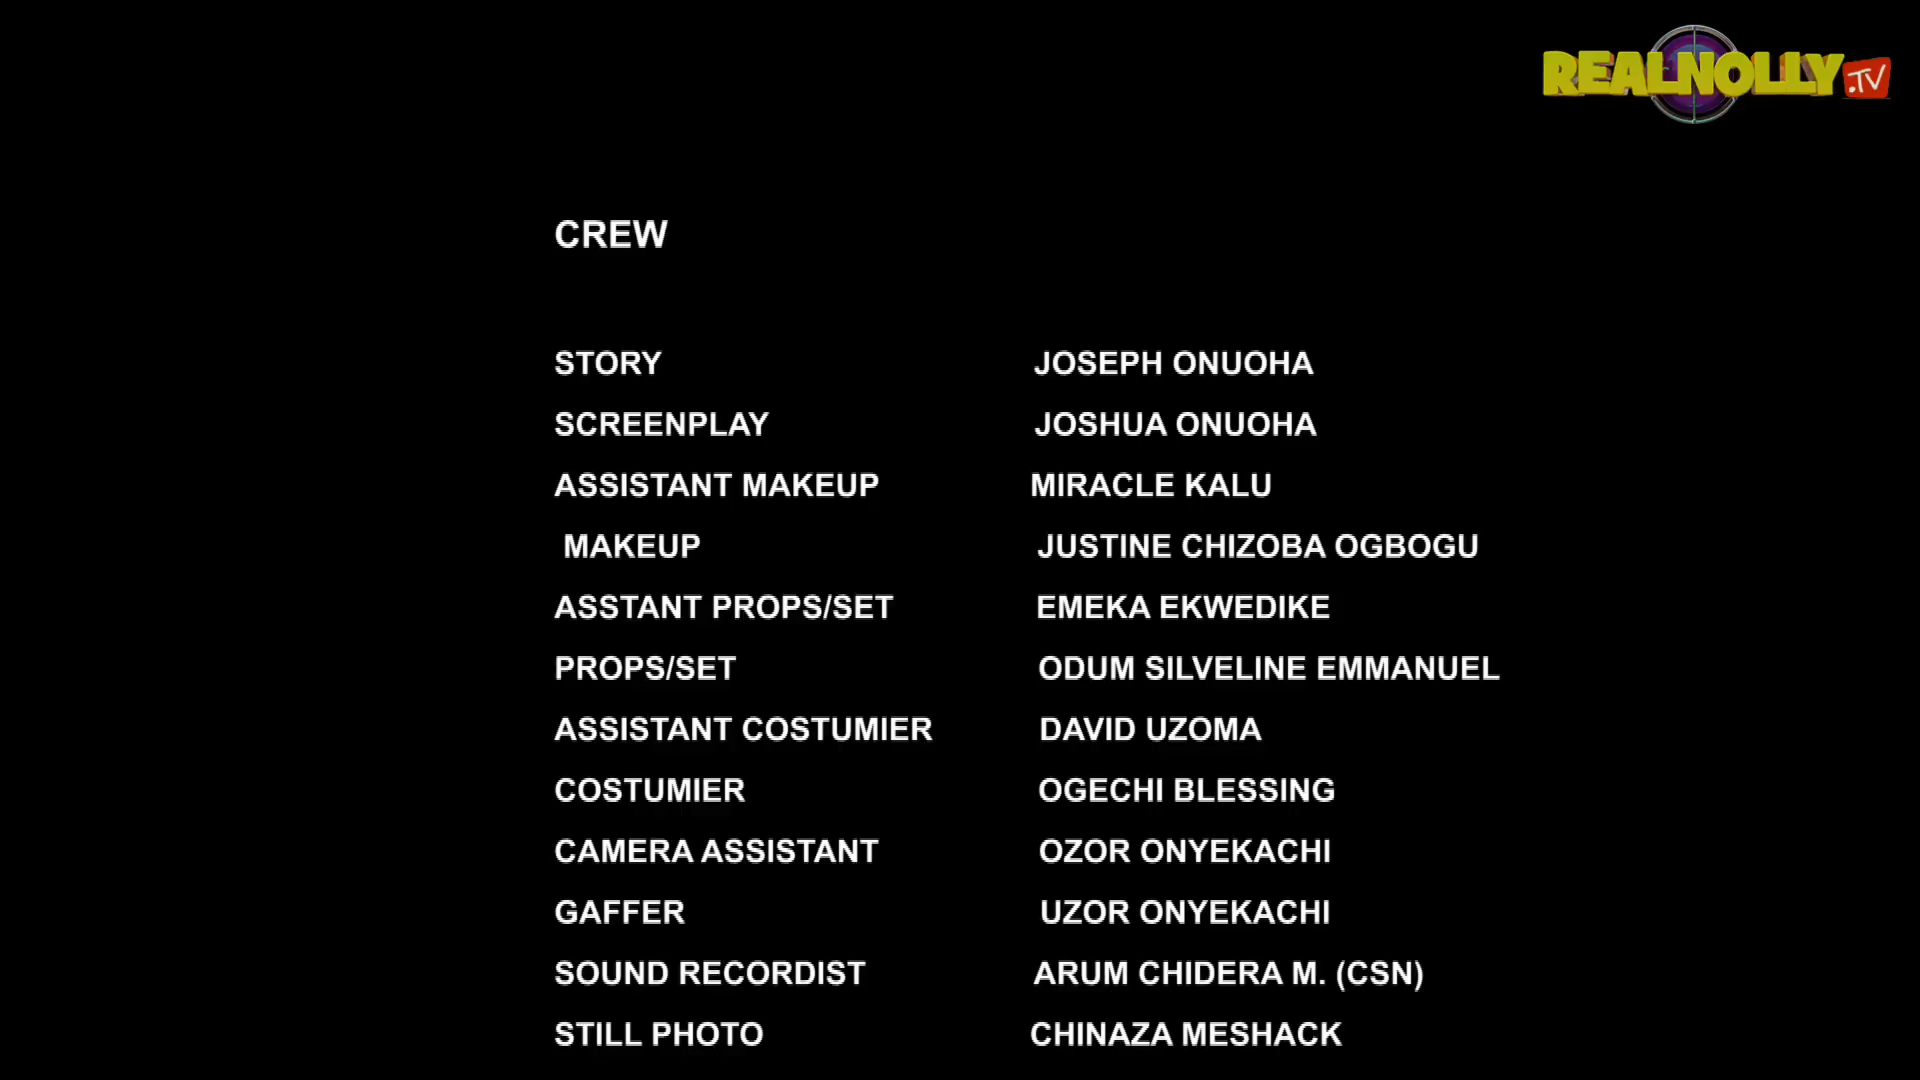 REALNOLLY.TV
CREW
STORY JOSEPH ONUOHA
SCREENPLAY JOSHUA ONUOHA
ASSISTANT MAKEUP MIRACLE KALU
MAKEUP JUSTINE CHIZOBA OGBOGU
ASSTANT PROPS/SET EMEKA EKWEDIKE
PROPS/SET ODUM SILVELINE EMMANUEL
ASSISTANT COSTUMIER DAVID UZOMA
COSTUMIER OGECHI BLESSING
CAMERA ASSISTANT OZOR ONYEKACHI
GAFFER UZOR ONYEKACHI
SOUND RECORDIST ARUM CHIDERA M. (CSN)
STILL PHOTO CHINAZA MESHACK